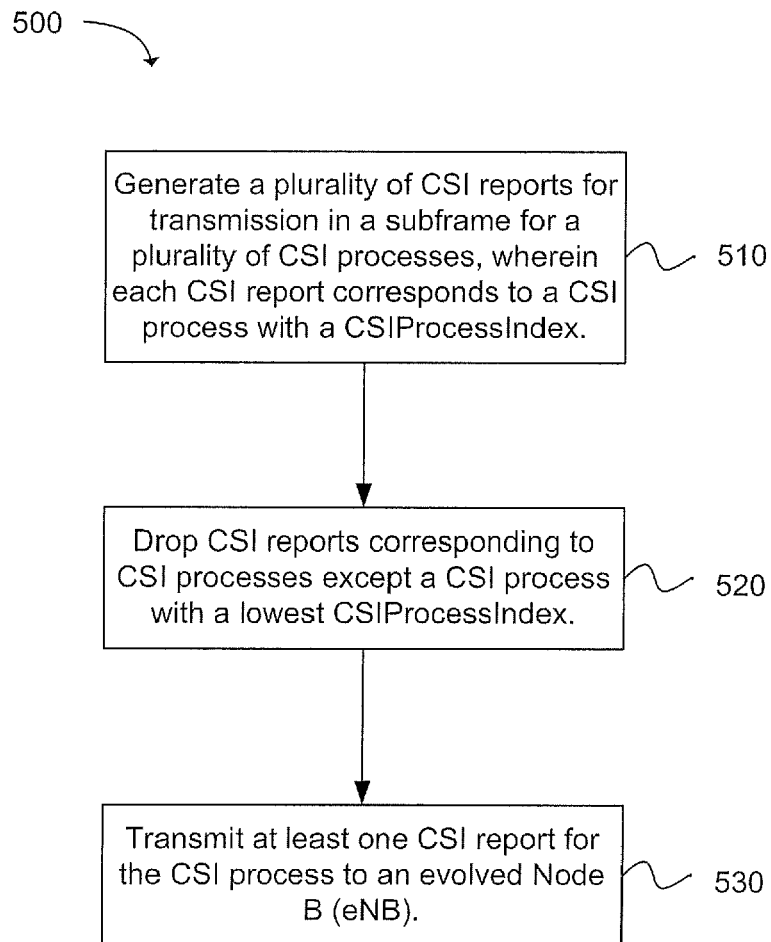 500
Generate a plurality of CSI reports for
transmission in a subframe for a
plurality of CSI processes, wherein
each CSI report corresponds to a CSI
process with a CSIProcessIndex.
510
Drop CSI reports corresponding to
CSI processes except a CSI process
with a lowest CSIProcessIndex.
520
Transmit at least one CSI report for
the CSI process to an evolved Node
B (eNB).
530